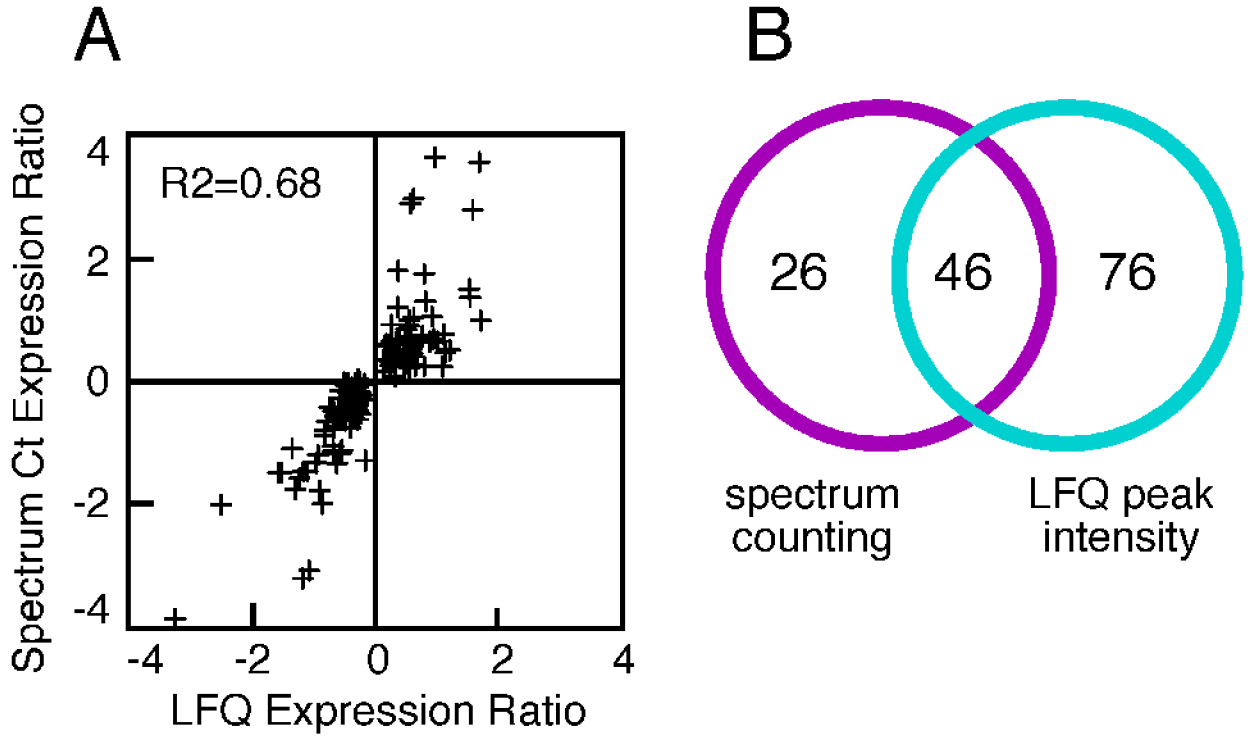 A
Spectrum Ct Expression Ratio
R2=0.68
4
2
0
-2
-4
-4 -2 0 2 4
LFQ Expression Ratio
B
26 46 76
spectrum
counting
LFQ peak
intensity